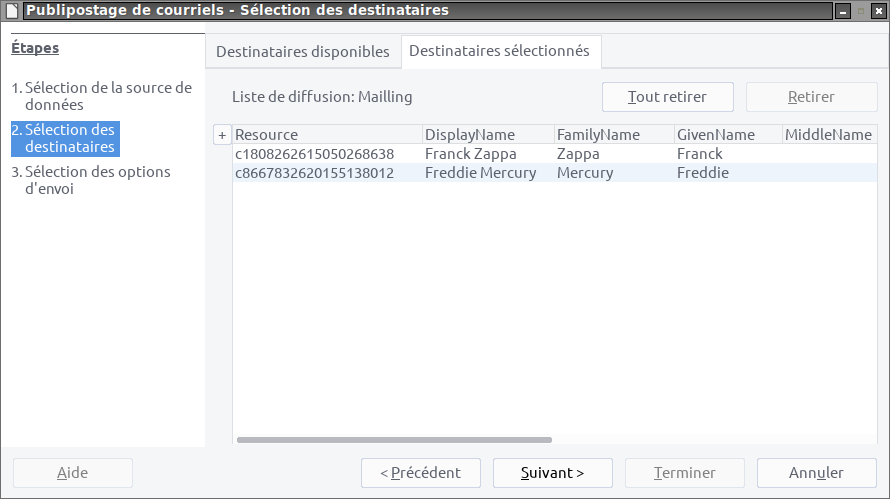 Publipostage de courriels - Sélection des destinataires
Étapes
1. Sélection de la source de
données
2. Sélection des
destinataires
3. Sélection des options
d'envoi
Destinataires disponibles
Destinataires sélectionnés
Liste de diffusion: Mailling
Tout retirer
Retirer
+
Resource DisplayName FamilyName GivenName MiddleName
c1808262615050268638 Franck Zappa Zappa Franck
c8667832620155138012 Freddie Mercury Mercury Freddie
Aide
< Précédent
Suivant >
Terminer
Annuler